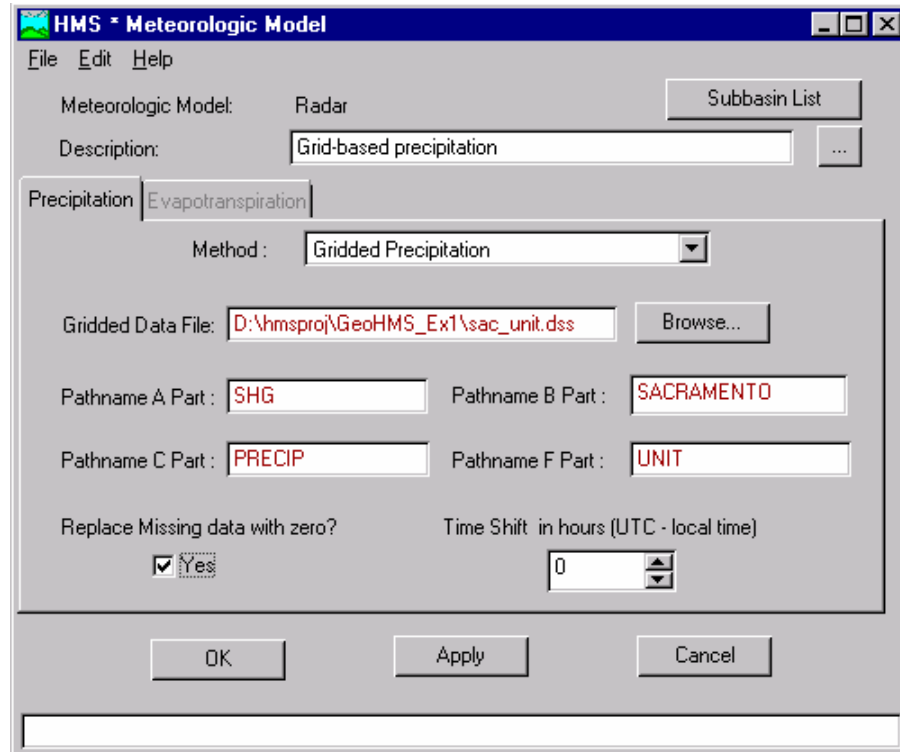 HMS * Meteorologic Model
File Edit Help
Meteorologic Model: Radar Subbasin List
Description: Grid-based precipitation ...
Precipitation Evapotranspiration
Method : Gridded Precipitation
Gridded Data File: D:\hmsproj\GeoHMS_Ex1\sac_unit.dss Browse...
Pathname A Part : SHG Pathname B Part : SACRAMENTO
Pathname C Part : PRECIP Pathname F Part : UNIT
Replace Missing data with zero? Time Shift in hours (UTC - local time)
Yes 0
OK Apply Cancel